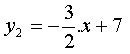 y₂ = −3/2.x + 7